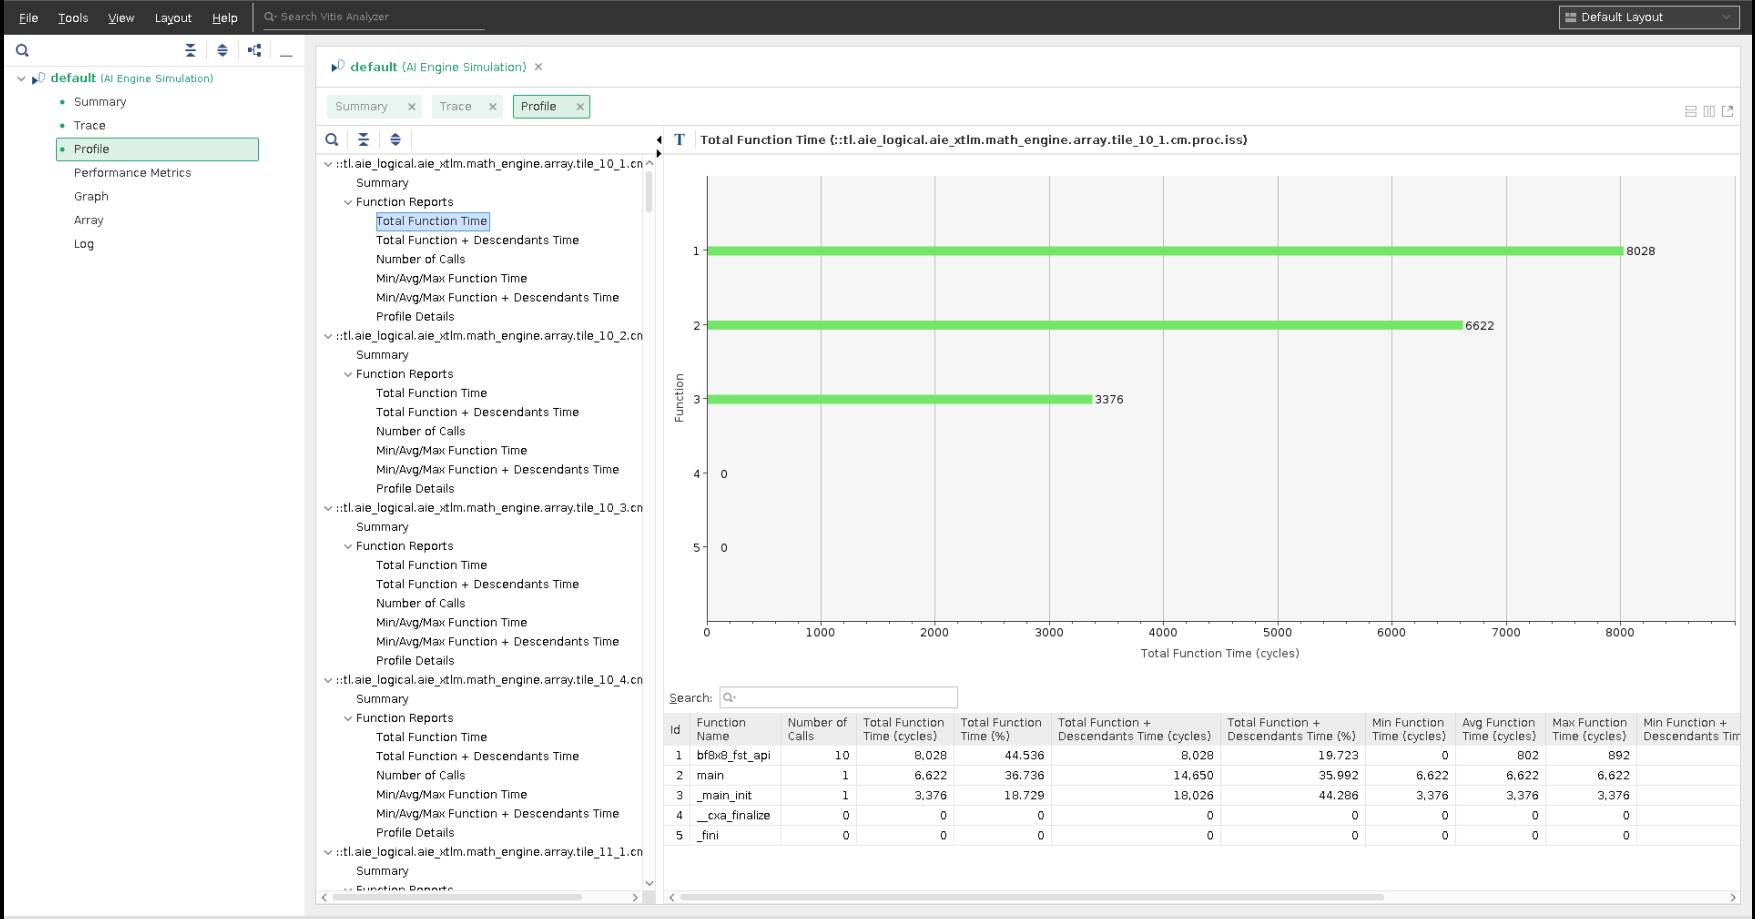 File Tools View Layout Help Search Vitis Analyzer Default Layout
default (AI Engine Simulation)
Summary
Trace
Profile
Performance Metrics
Graph
Array
Log
default (AI Engine Simulation)
Summary Trace Profile
::tl.aie_logical.aie_xtlm.math_engine.array.tile_10_1.cn
Summary
Function Reports
Total Function Time
Total Function + Descendants Time
Number of Calls
Min/Avg/Max Function Time
Min/Avg/Max Function + Descendants Time
Profile Details
::tl.aie_logical.aie_xtlm.math_engine.array.tile_10_2.cn
Summary
Function Reports
Total Function Time
Total Function + Descendants Time
Number of Calls
Min/Avg/Max Function Time
Min/Avg/Max Function + Descendants Time
Profile Details
::tl.aie_logical.aie_xtlm.math_engine.array.tile_10_3.cn
Summary
Function Reports
Total Function Time
Total Function + Descendants Time
Number of Calls
Min/Avg/Max Function Time
Min/Avg/Max Function + Descendants Time
Profile Details
::tl.aie_logical.aie_xtlm.math_engine.array.tile_10_4.cn
Summary
Function Reports
Total Function Time
Total Function + Descendants Time
Number of Calls
Min/Avg/Max Function Time
Min/Avg/Max Function + Descendants Time
Profile Details
::tl.aie_logical.aie_xtlm.math_engine.array.tile_11_1.cn
Summary
Function Reports
T Total Function Time {::tl.aie_logical.aie_xtlm.math_engine.array.tile_10_1.cm.proc.iss}
Function
1 8028
2 6622
3 3376
4 0
5 0
0 1000 2000 3000 4000 5000 6000 7000 8000
Total Function Time (cycles)
Search:
Id Function Name Number of Calls Total Function Time (cycles) Total Function Time (%) Total Function + Descendants Time (cycles) Total Function + Descendants Time (%) Min Function Time (cycles) Avg Function Time (cycles) Max Function Time (cycles) Min Function + Descendants Tim
1 bf8x8_fst_api 10 8,028 44.536 8,028 19.723 0 802 892
2 main 1 6,622 36.736 14,650 35.992 6,622 6,622 6,622
3 _main_init 1 3,376 18.729 18,026 44.286 3,376 3,376 3,376
4 __cxa_finalize 0 0 0 0 0 0 0 0
5 _fini 0 0 0 0 0 0 0 0